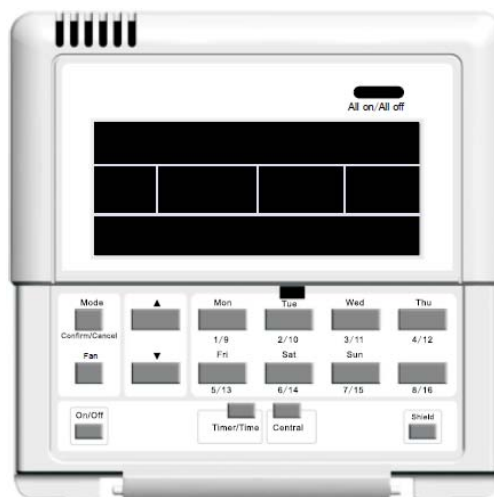 All on/All off
Mode
Confirm/Cancel
▲
Mon
1/9
Tue
2/10
Wed
3/11
Thu
4/12
Fan
▼
Fri
5/13
Sat
6/14
Sun
7/15
8/16
On/Off
Timer/Time
Central
Shield